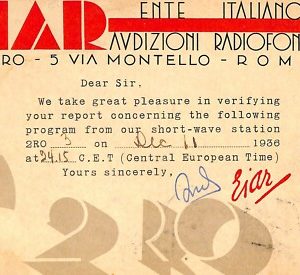 IAR ENTE ITALIANO
AVDIZIONI RADIOFON
RO - 5 VIA MONTELLO - ROM
Dear Sir.
We take great pleasure in verifying
your report concerning the following
program from our short-wave station
2RO 3 on Dec 11 1936
at 24.15 C.E.T (Central European Time)
Yours sincerely,
Eiar
2RO